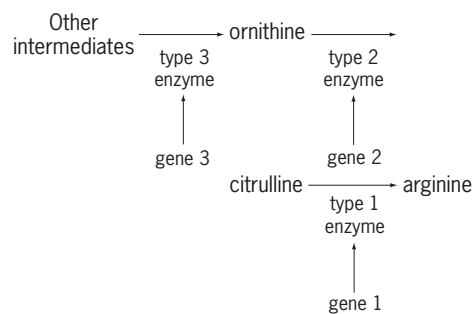 Other
intermediates
ornithine
type 3
enzyme
type 2
enzyme
gene 3
gene 2
citrulline
arginine
type 1
enzyme
gene 1